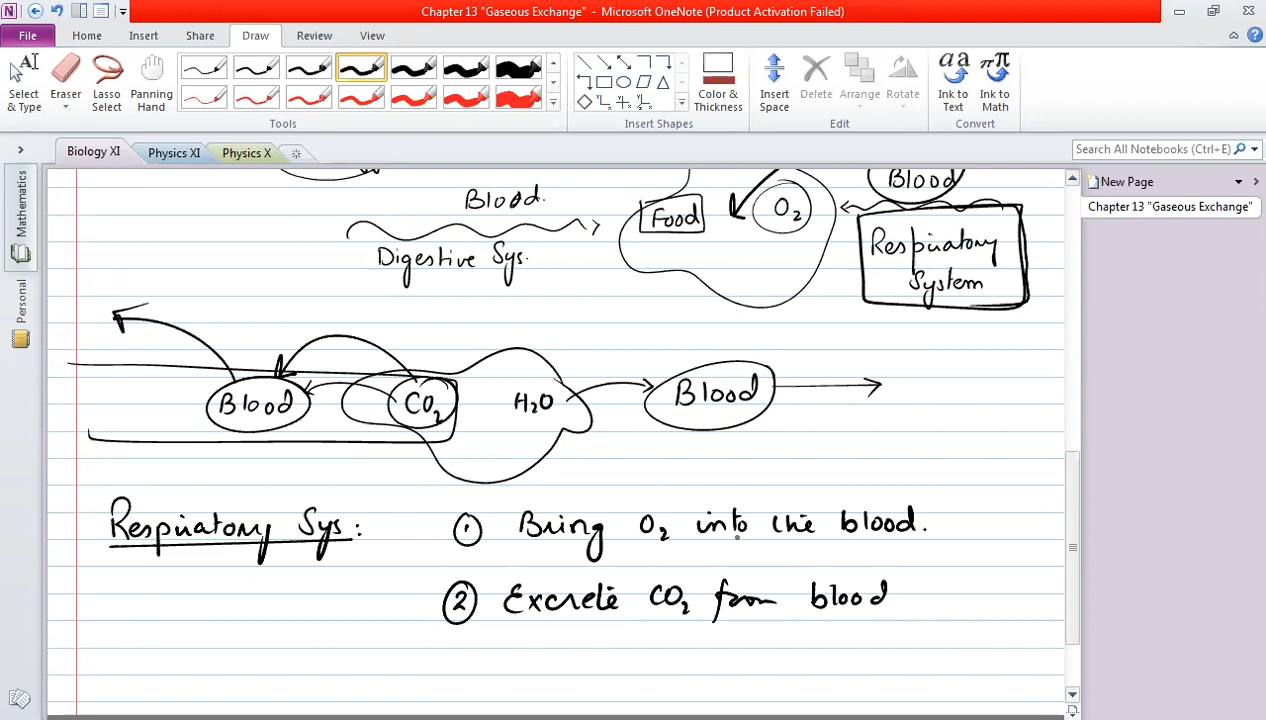 Chapter 13 "Gaseous Exchange" - Microsoft OneNote (Product Activation Failed)
File Home Insert Share Draw Review View
Select & Type Eraser Lasso Select Panning Hand Color & Thickness Insert Space Delete Arrange Rotate Ink to Text Ink to Math
Tools Insert Shapes Edit Convert
Biology XI Physics XI Physics X Search All Notebooks (Ctrl+E)
New Page
Chapter 13 "Gaseous Exchange"
Mathematics
Personal
Blood. Blood
Food O2
Digestive Sys. Respiratory
System
Blood CO2 H2O Blood
Respiratory Sys: 1 Bring O2 into the blood.
2 Excrete CO2 from blood